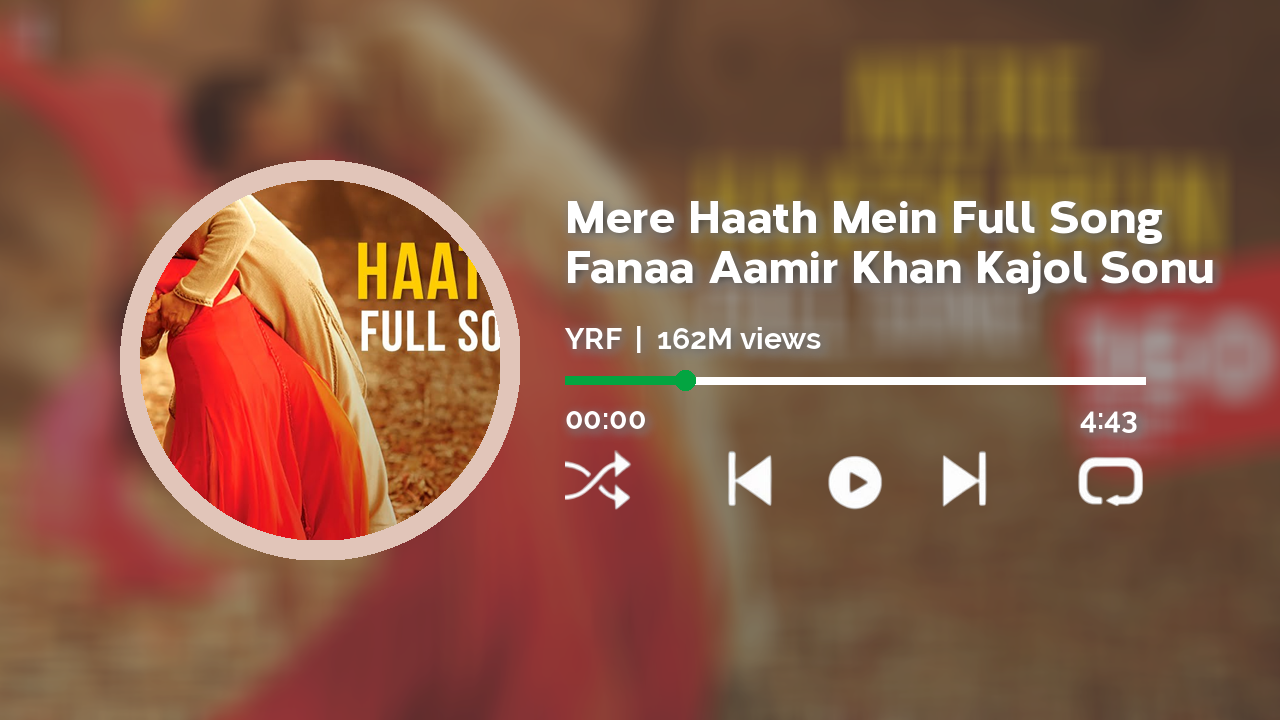 HAAT
FULL SO
Mere Haath Mein Full Song
Fanaa Aamir Khan Kajol Sonu
YRF | 162M views
00:00
4:43